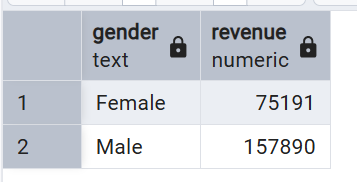 gender revenue
text numeric
1 Female 75191
2 Male 157890